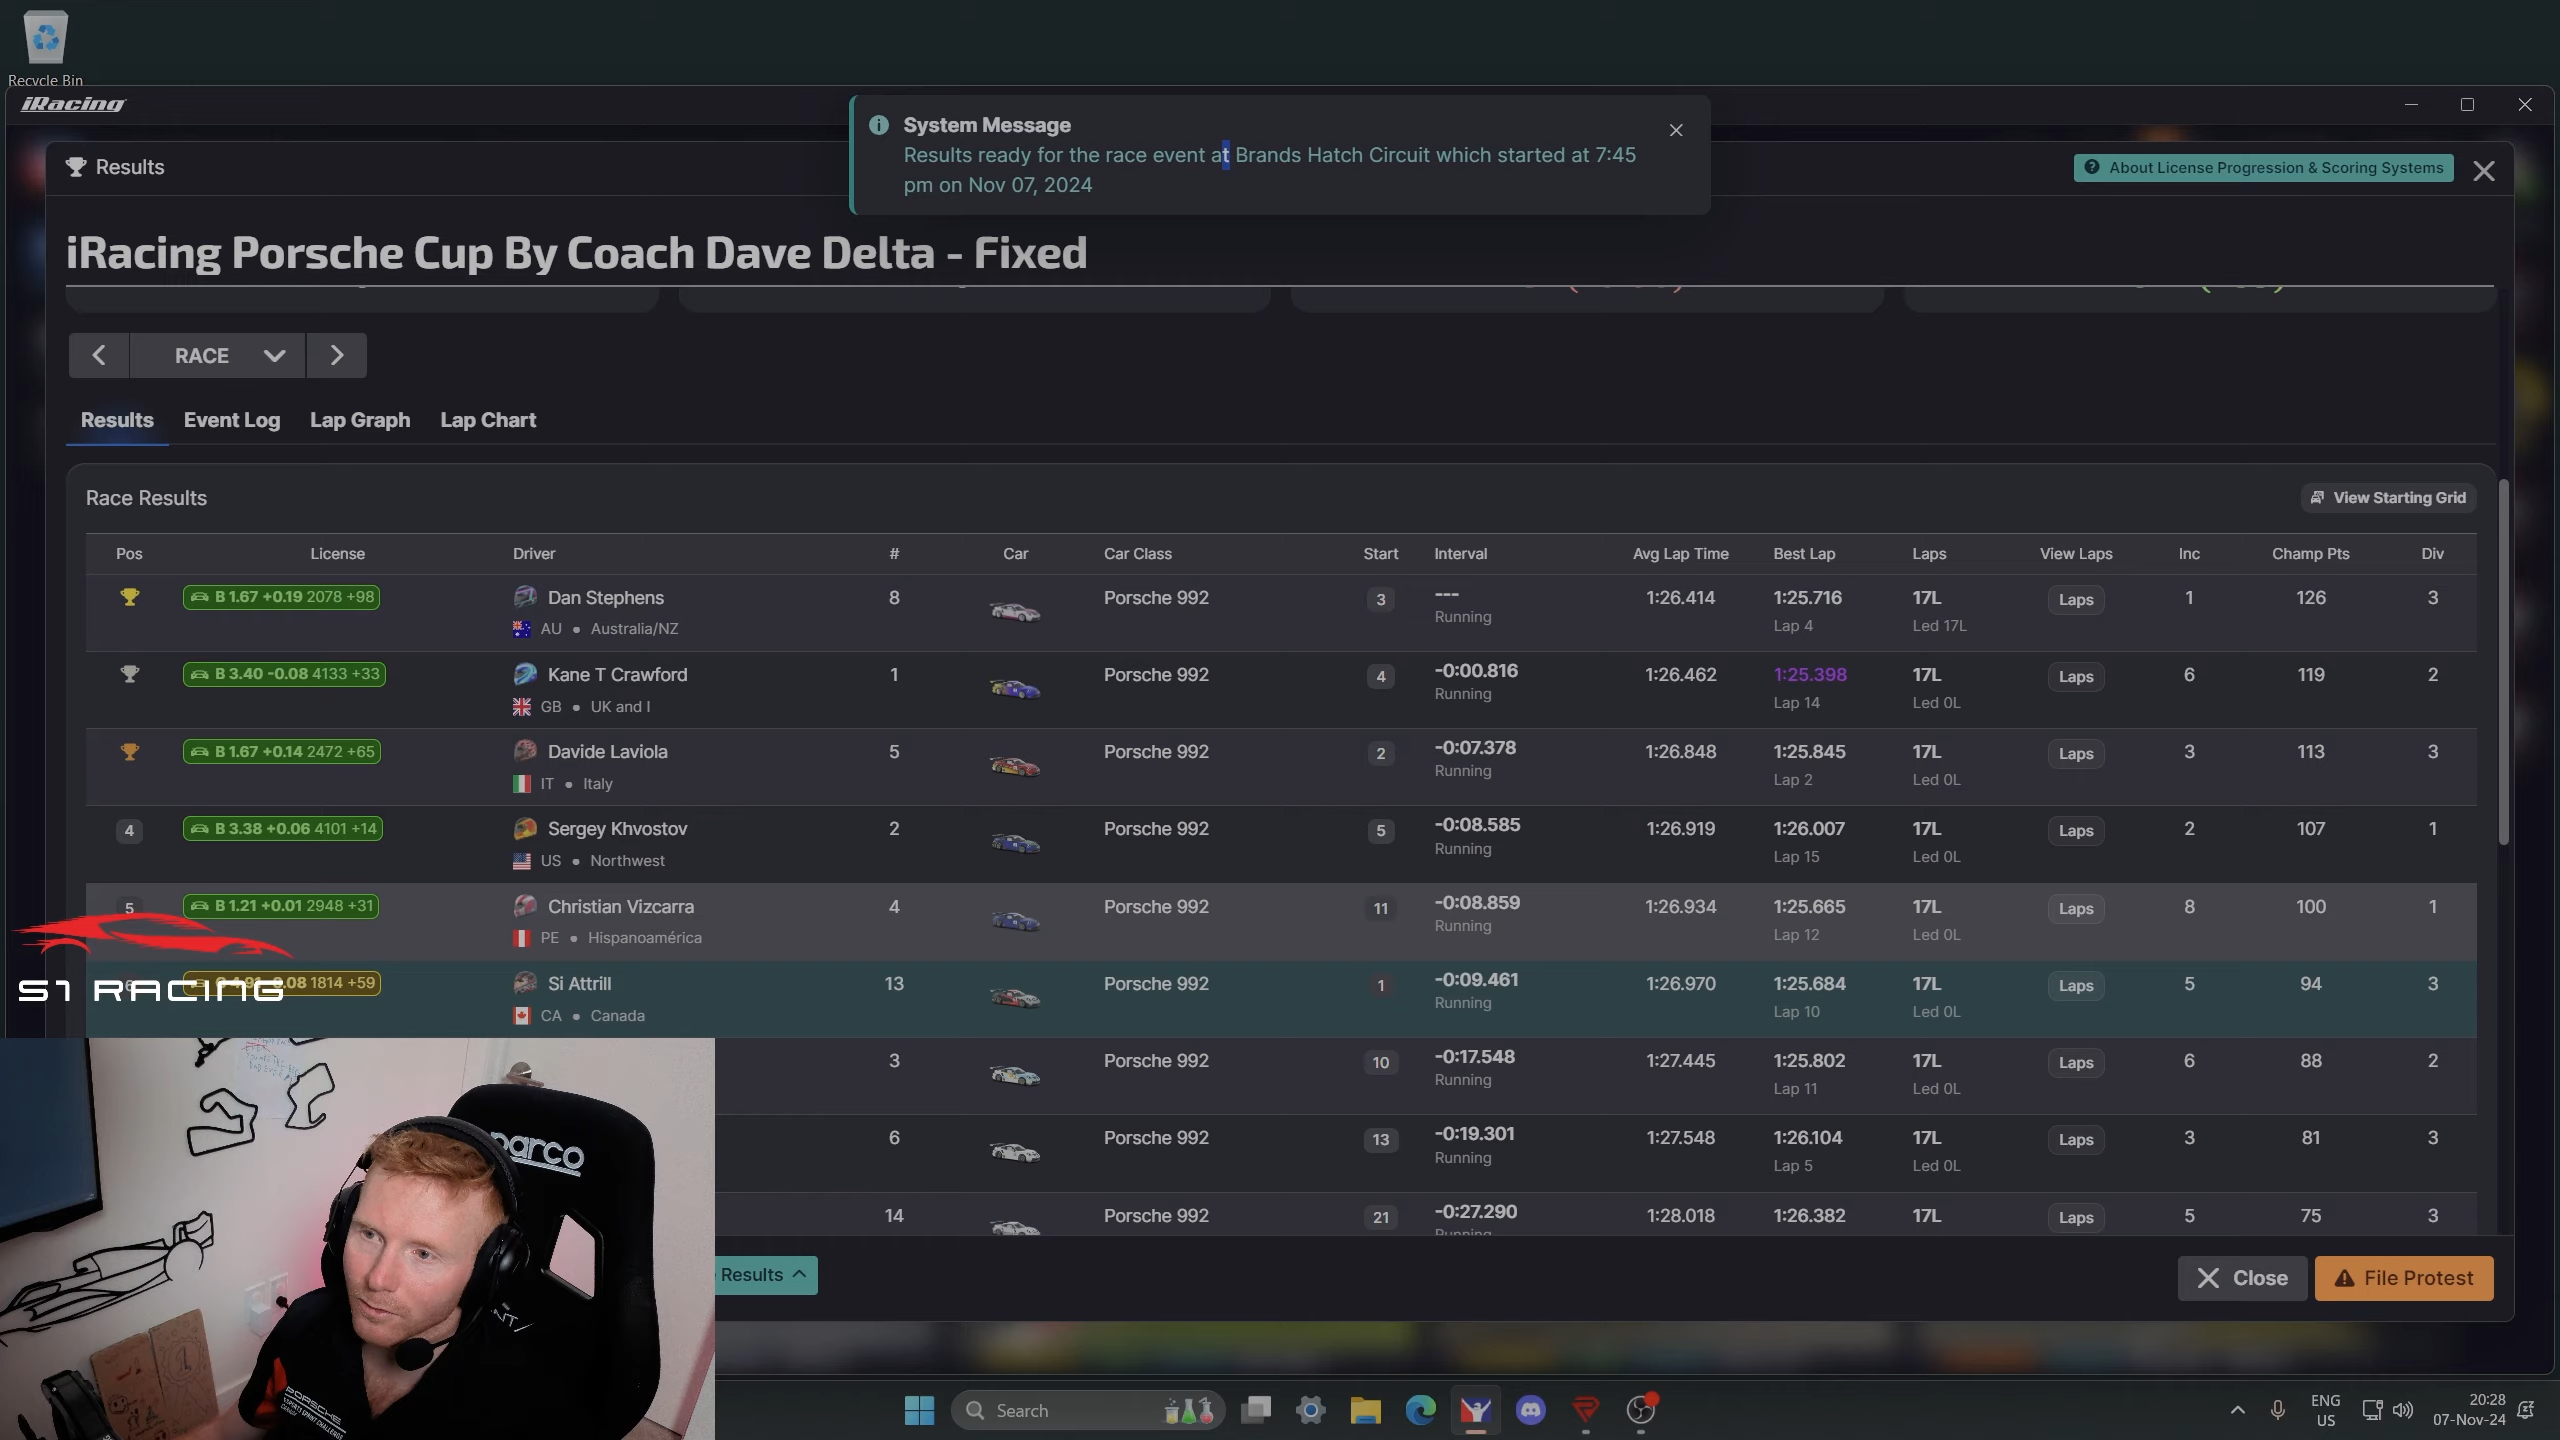 Recycle Bin
iRacing
System Message
Results ready for the race event at Brands Hatch Circuit which started at 7:45
pm on Nov 07, 2024
Results
About License Progression & Scoring Systems
iRacing Porsche Cup By Coach Dave Delta - Fixed
RACE
Results Event Log Lap Graph Lap Chart
Race Results
View Starting Grid
Pos License Driver # Car Car Class Start Interval Avg Lap Time Best Lap Laps View Laps Inc Champ Pts Div
B 1.67 +0.19 2078 +98 Dan Stephens 8 Porsche 992 3 --- 1:26.414 1:25.716 17L Laps 1 126 3
AU • Australia/NZ Running Lap 4 Led 17L
B 3.40 -0.08 4133 +33 Kane T Crawford 1 Porsche 992 4 -0:00.816 1:26.462 1:25.398 17L Laps 6 119 2
GB • UK and I Running Lap 14 Led 0L
B 1.67 +0.14 2472 +65 Davide Laviola 5 Porsche 992 2 -0:07.378 1:26.848 1:25.845 17L Laps 3 113 3
IT • Italy Running Lap 2 Led 0L
4 B 3.38 +0.06 4101 +14 Sergey Khvostov 2 Porsche 992 5 -0:08.585 1:26.919 1:26.007 17L Laps 2 107 1
US • Northwest Running Lap 15 Led 0L
5 B 1.21 +0.01 2948 +31 Christian Vizcarra 4 Porsche 992 11 -0:08.859 1:26.934 1:25.665 17L Laps 8 100 1
PE • Hispanoamérica Running Lap 12 Led 0L
1814 +59 Si Attrill 13 Porsche 992 1 -0:09.461 1:26.970 1:25.684 17L Laps 5 94 3
S1 RACING
CA • Canada Running Lap 10 Led 0L
3 Porsche 992 10 -0:17.548 1:27.445 1:25.802 17L Laps 6 88 2
Running Lap 11 Led 0L
6 Porsche 992 13 -0:19.301 1:27.548 1:26.104 17L Laps 3 81 3
Running Lap 5 Led 0L
14 Porsche 992 21 -0:27.290 1:28.018 1:26.382 17L Laps 5 75 3
Running
Results
Close
File Protest
parco
PORSCHE
Search
ENG
US
20:28
07-Nov-24